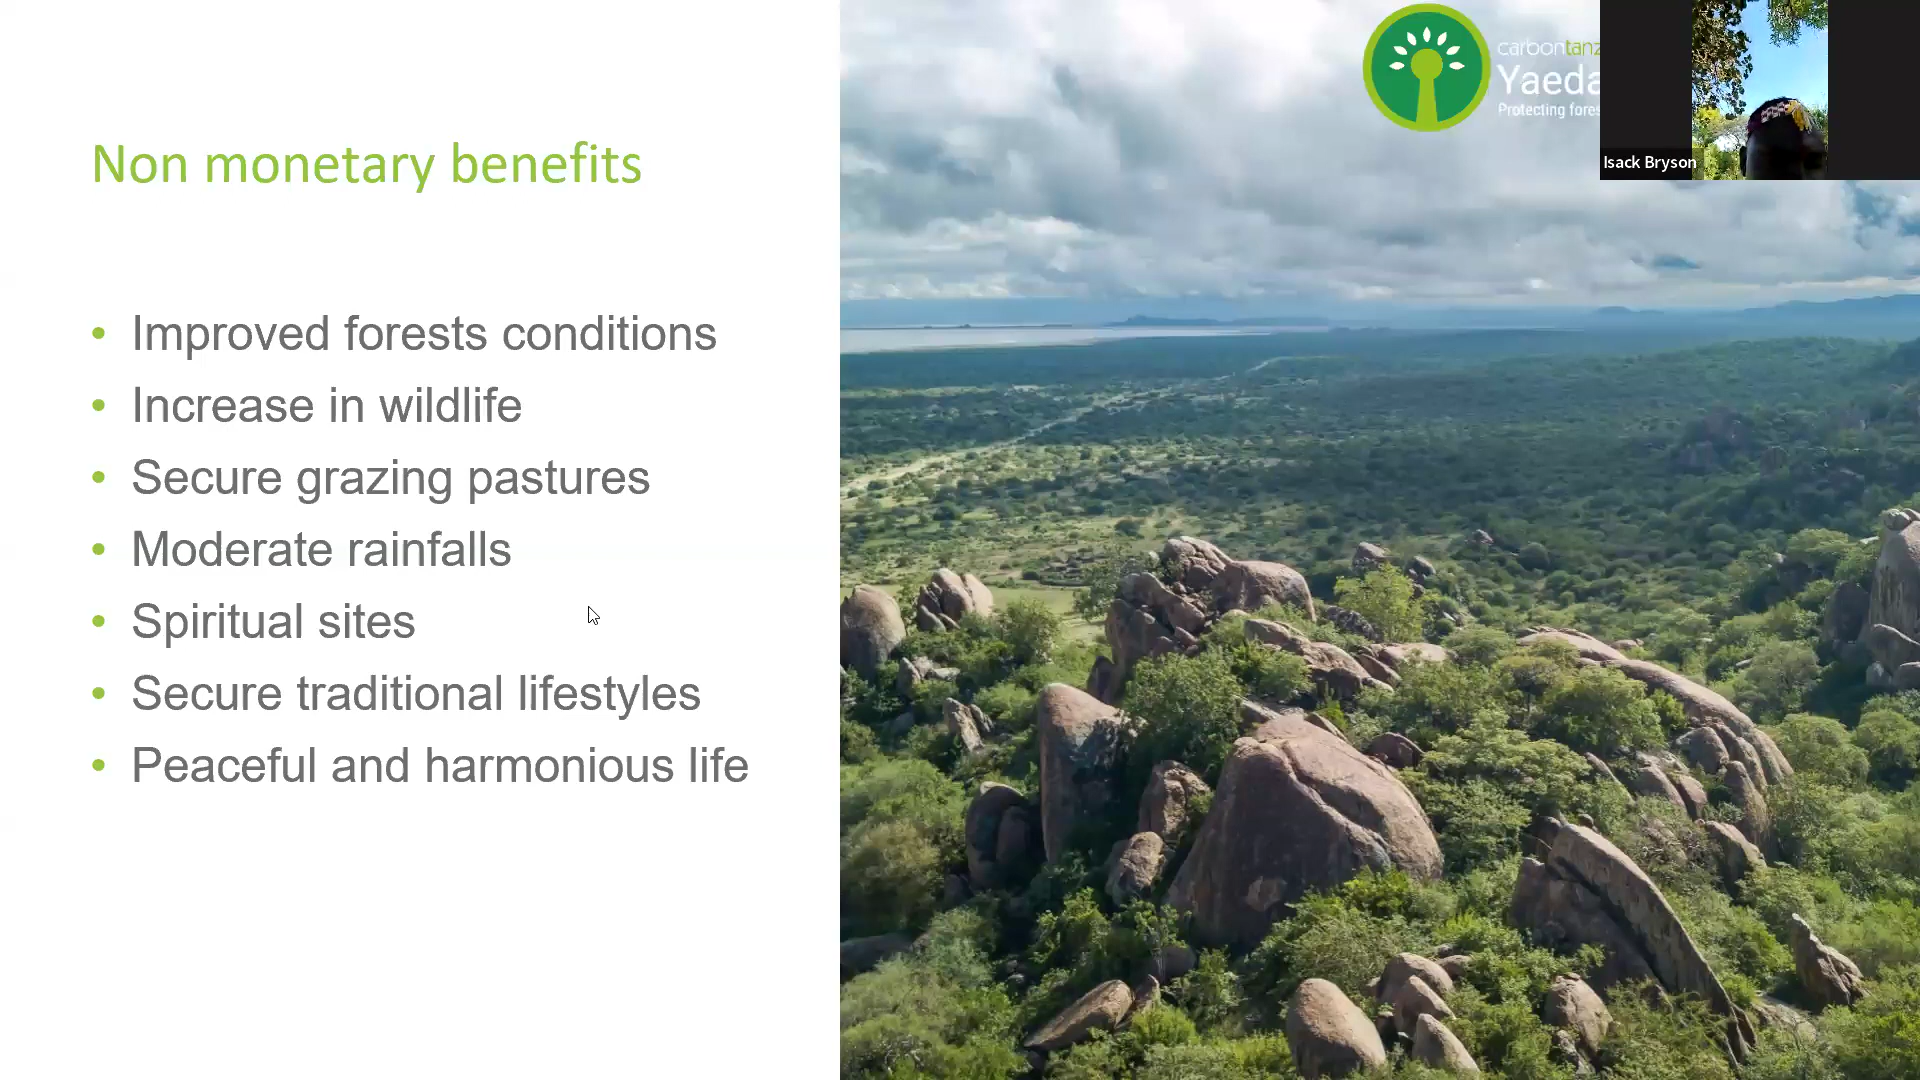 Non monetary benefits
• Improved forests conditions
• Increase in wildlife
• Secure grazing pastures
• Moderate rainfalls
• Spiritual sites
• Secure traditional lifestyles
• Peaceful and harmonious life
carbontanz
Yaeda
Protecting fores
Isack Bryson